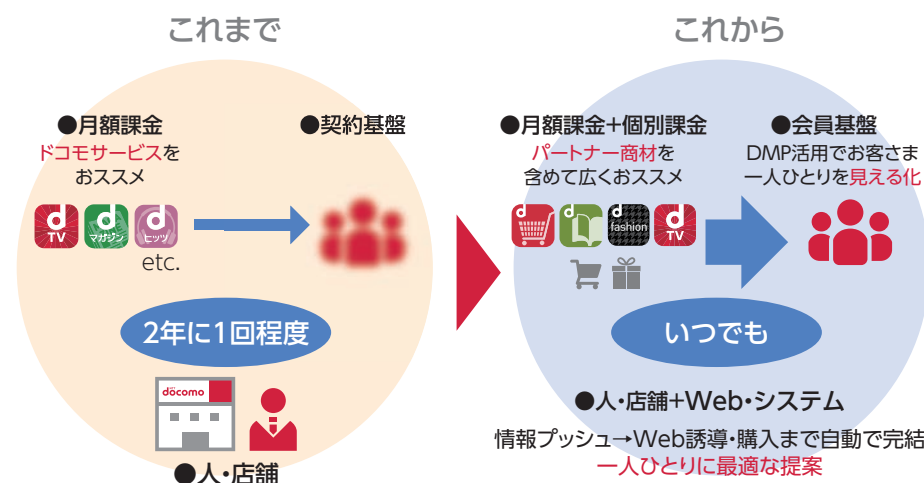 これまで
●月額課金
ドコモサービスを
おススメ
d
TV
d
マガジン
d
ヒッツ
etc.
●契約基盤
2年に1回程度
docomo
●人・店舗
これから
●月額課金+個別課金
パートナー商材を
含めて広くおススメ
d
d
d
fashion
d
TV
●会員基盤
DMP活用でお客さま
一人ひとりを見える化
いつでも
●人・店舗+Web・システム
情報プッシュ→Web誘導・購入まで自動で完結
一人ひとりに最適な提案